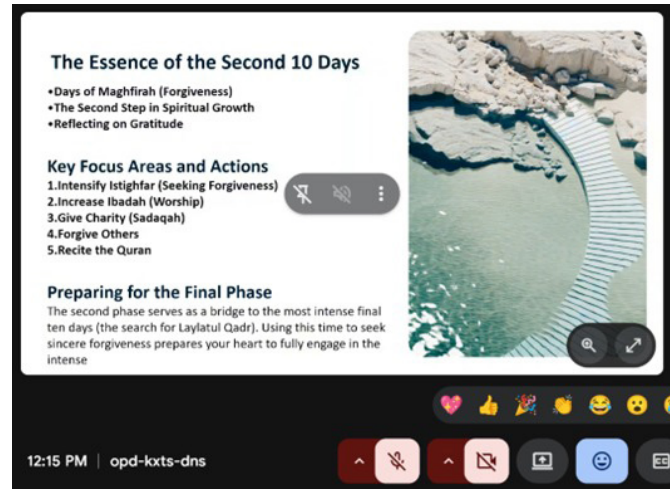 The Essence of the Second 10 Days
•Days of Maghfirah (Forgiveness)
•The Second Step in Spiritual Growth
•Reflecting on Gratitude
Key Focus Areas and Actions
1.Intensify Istighfar (Seeking Forgiveness)
2.Increase Ibadah (Worship)
3.Give Charity (Sadaqah)
4.Forgive Others
5.Recite the Quran
Preparing for the Final Phase
The second phase serves as a bridge to the most intense final
ten days (the search for Laylatul Qadr). Using this time to seek
sincere forgiveness prepares your heart to fully engage in the
intense
12:15 PM | opd-kxts-dns
CC